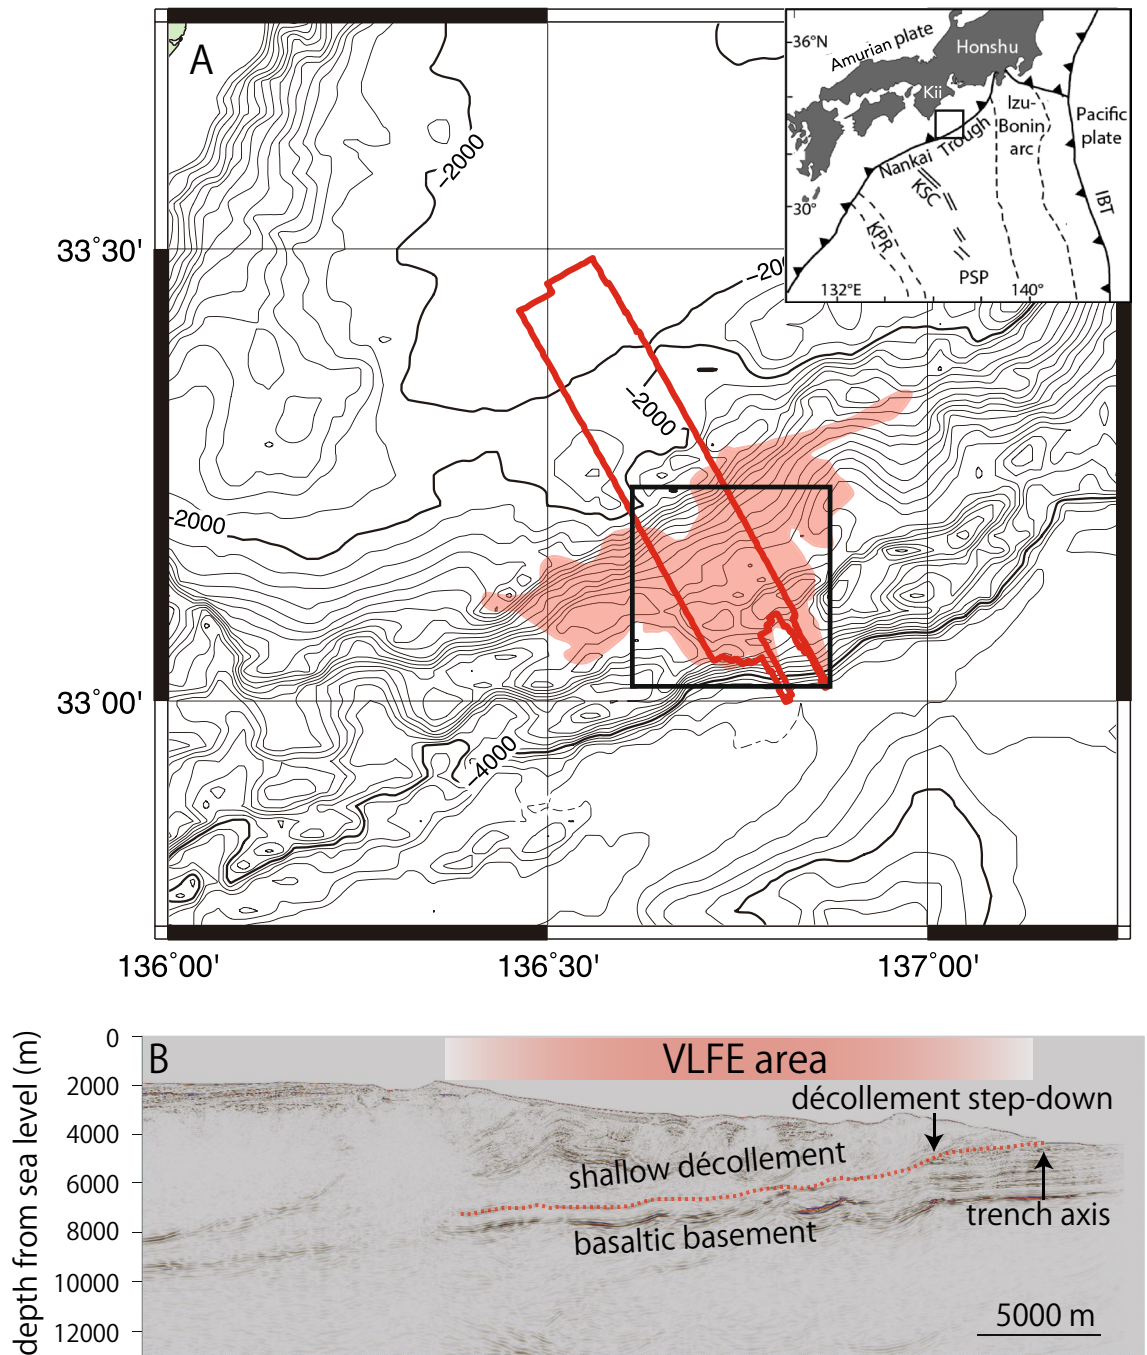 A
36°N
Amurian plate
Honshu
Kii
Izu-
Bonin
arc
Pacific
plate
Nankai Trough
KSC
IBT
30°
KPR
PSP
132°E
140°
-2000
33°30'
-20
-2000
-2000
33°00'
-4000
136°00'
136°30'
137°00'
depth from sea level (m)
0
2000
4000
6000
8000
10000
12000
B
VLFE area
décollement step-down
shallow décollement
trench axis
basaltic basement
5000 m